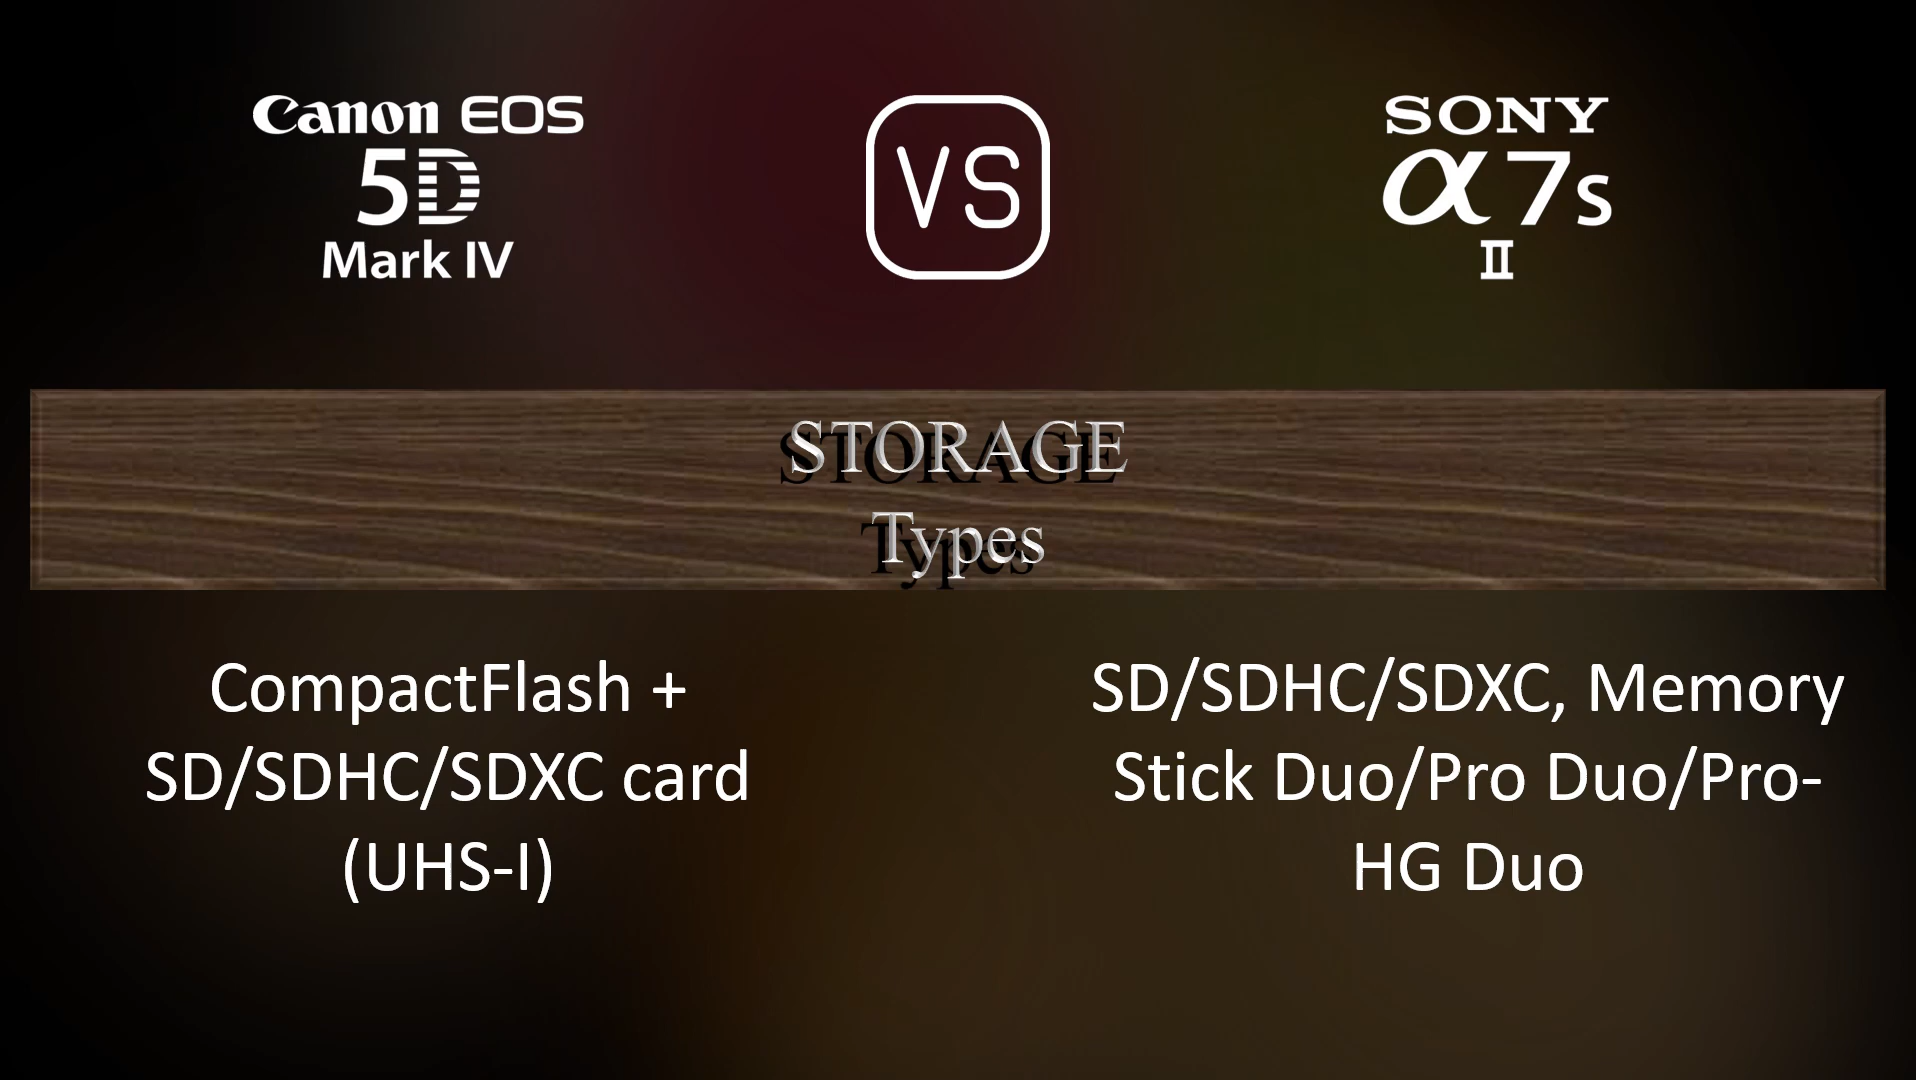 Canon EOS
5D
Mark IV
VS
SONY
α7s
II
STORAGE
Types
CompactFlash +
SD/SDHC/SDXC card
(UHS-I)
SD/SDHC/SDXC, Memory
Stick Duo/Pro Duo/Pro-
HG Duo